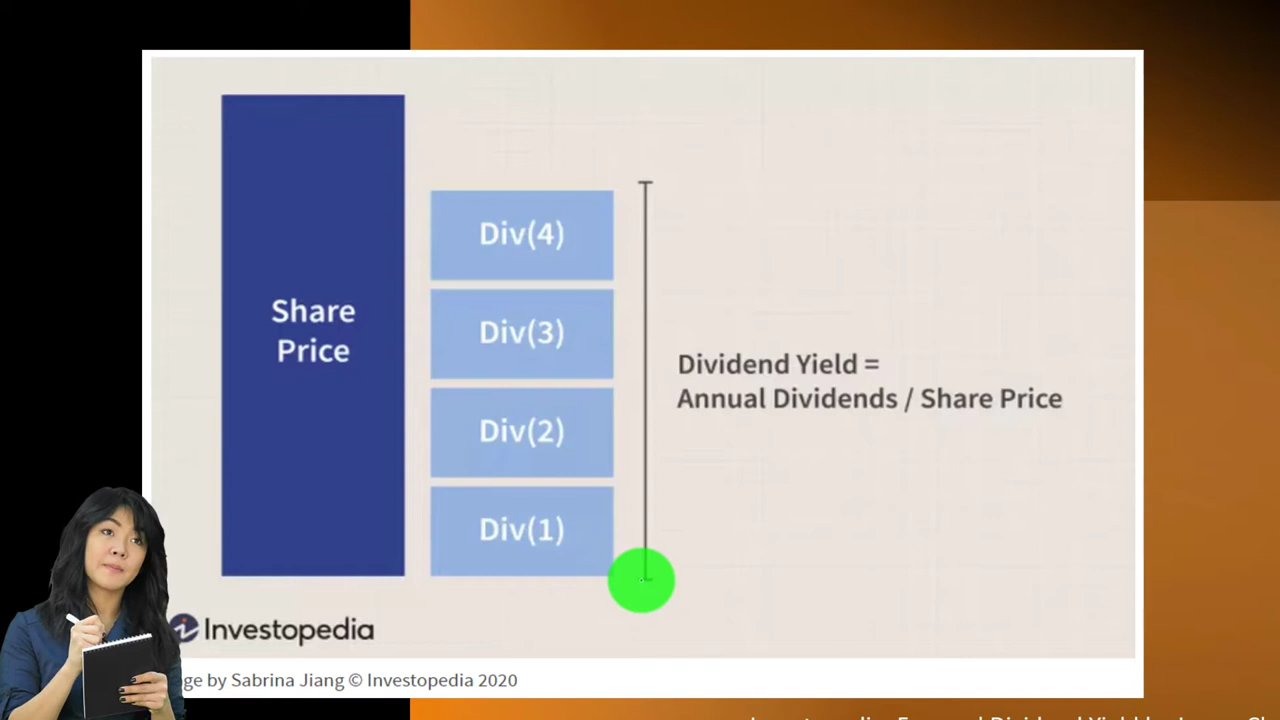 Share
Price
Div(4)
Div(3)
Div(2)
Div(1)
Dividend Yield =
Annual Dividends / Share Price
Investopedia
by Sabrina Jiang © Investopedia 2020